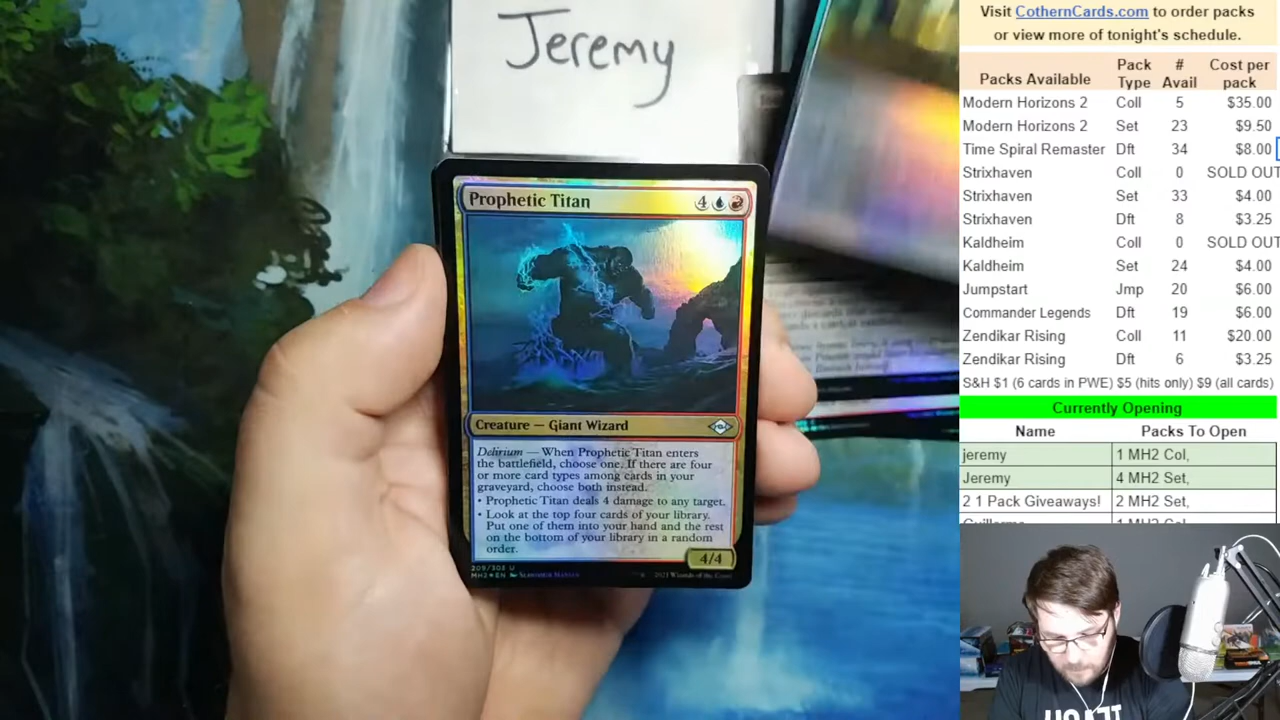 Jeremy
Prophetic Titan 4
Creature — Giant Wizard
Delirium — When Prophetic Titan enters
the battlefield, choose one. If there are four
or more card types among cards in your
graveyard, choose both instead.
• Prophetic Titan deals 4 damage to any target.
• Look at the top four cards of your library.
Put one of them into your hand and the rest
on the bottom of your library in a random
order.
4/4
209/303 U
MH2 EN
Visit CothernCards.com to order packs
or view more of tonight's schedule.
Packs Available Pack Type # Avail Cost per pack
Modern Horizons 2 Coll 5 $35.00
Modern Horizons 2 Set 23 $9.50
Time Spiral Remaster Dft 34 $8.00
Strixhaven Coll 0 SOLD OUT
Strixhaven Set 33 $4.00
Strixhaven Dft 8 $3.25
Kaldheim Coll 0 SOLD OUT
Kaldheim Set 24 $4.00
Jumpstart Jmp 20 $6.00
Commander Legends Dft 19 $6.00
Zendikar Rising Coll 11 $20.00
Zendikar Rising Dft 6 $3.25
S&H $1 (6 cards in PWE) $5 (hits only) $9 (all cards)
Currently Opening
Name Packs To Open
jeremy 1 MH2 Col,
Jeremy 4 MH2 Set,
2 1 Pack Giveaways! 2 MH2 Set,